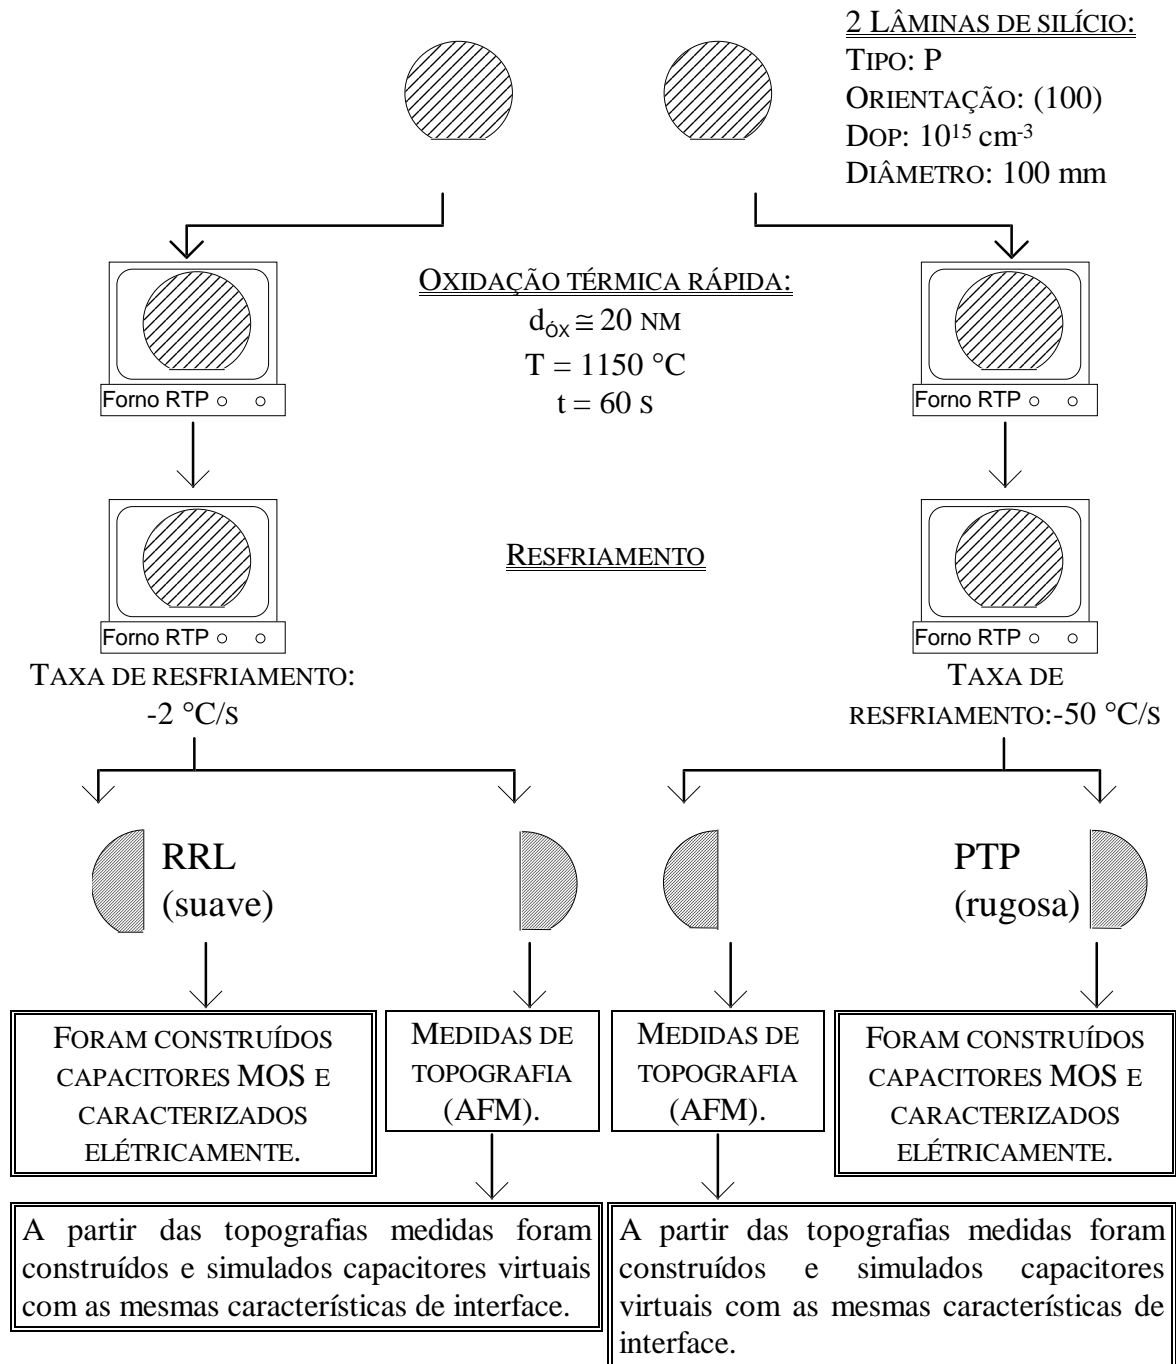 2 LÂMINAS DE SILÍCIO:
TIPO: P
ORIENTAÇÃO: (100)
DOP: 10¹⁵ cm⁻³
DIÂMETRO: 100 mm
OXIDAÇÃO TÉRMICA RÁPIDA:
dÓX ≅ 20 NM
T = 1150 °C
t = 60 S
Forno RTP
Forno RTP
RESFRIAMENTO
Forno RTP
Forno RTP
TAXA DE RESFRIAMENTO:
-2 °C/S
TAXA DE
RESFRIAMENTO:-50 °C/S
RRL
(suave)
PTP
(rugosa)
FORAM CONSTRUÍDOS
CAPACITORES MOS E
CARACTERIZADOS
ELÉTRICAMENTE.
MEDIDAS DE
TOPOGRAFIA
(AFM).
MEDIDAS DE
TOPOGRAFIA
(AFM).
FORAM CONSTRUÍDOS
CAPACITORES MOS E
CARACTERIZADOS
ELÉTRICAMENTE.
A partir das topografias medidas foram
construídos e simulados capacitores virtuais
com as mesmas características de interface.
A partir das topografias medidas foram
construídos e simulados capacitores
virtuais com as mesmas características de
interface.